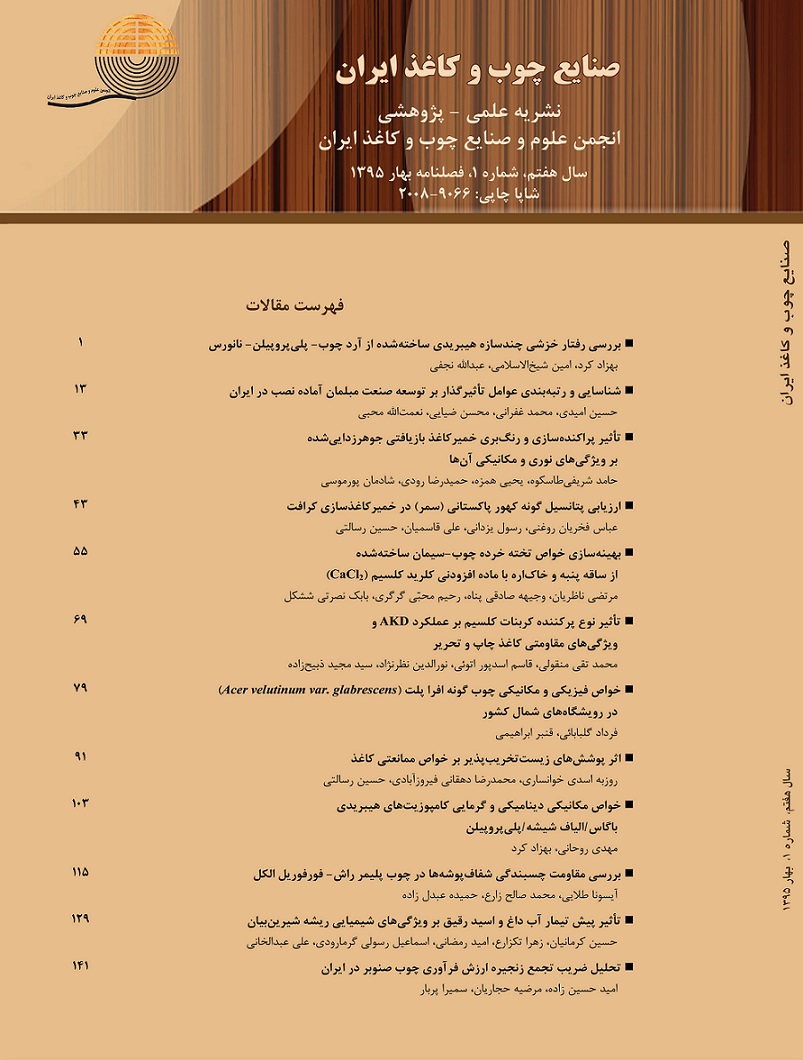 انجمن علوم و صنایع چوب و کاغذ ایران
صنایع چوب و کاغذ ایران
نشریه علمی - پژوهشی
انجمن علوم و صنایع چوب و کاغذ ایران
سال هفتم، شماره ۱، فصلنامه بهار ۱۳۹۵
شاپا چاپی: ۹۰۶۶-۲۰۰۸
فهرست مقالات
■ بررسی رفتار خزشی چندسازه هیبریدی ساخته‌شده از آرد چوب- پلی‌پروپیلن- نانورس ۱
بهزاد کرد، امین شیخ‌الاسلامی، عبدالله نجفی
■ شناسایی و رتبه‌بندی عوامل تأثیرگذار بر توسعه صنعت مبلمان آماده نصب در ایران ۱۳
حسین امیدی، محمد غفرانی، محسن ضیایی، نعمت‌الله محبی
■ تأثیر پراکنده‌سازی و رنگ‌بری خمیرکاغذ بازیافتی جوهرزدایی‌شده ۳۳
بر ویژگی‌های نوری و مکانیکی آن‌ها
حامد شریفی‌طاسکوه، یحیی همزه، حمیدرضا رودی، شادمان پورموسی
■ ارزیابی پتانسیل گونه کهور پاکستانی (سمر) در خمیرکاغذسازی کرافت ۴۳
عباس فخریان روغنی، رسول یزدانی، علی قاسمیان، حسین رسالتی
■ بهینه‌سازی خواص تخته خرده چوب-سیمان ساخته‌شده ۵۵
از ساقه پنبه و خاک‌اره با ماده افزودنی کلرید کلسیم (CaCl₂)
مرتضی ناظریان، وجیهه صادقی پناه، رحیم محبّی گرگری، بابک نصرتی ششکل
■ تأثیر نوع پرکننده کربنات کلسیم بر عملکرد AKD و ۶۹
ویژگی‌های مقاومتی کاغذ چاپ و تحریر
محمد تقی منقولی، قاسم اسدپور اتوئی، نورالدین نظرنژاد، سید مجید ذبیح‌زاده
■ خواص فیزیکی و مکانیکی چوب گونه افرا پلت (Acer velutinum var. glabrescens) ۷۹
در رویشگاه‌های شمال کشور
فرداد گلبابائی، قنبر ابراهیمی
■ اثر پوشش‌های زیست‌تخریب‌پذیر بر خواص ممانعتی کاغذ ۹۱
روزبه اسدی خوانساری، محمدرضا دهقانی فیروزآبادی، حسین رسالتی
■ خواص مکانیکی دینامیکی و گرمایی کامپوزیت‌های هیبریدی ۱۰۳
باگاس/الیاف شیشه/پلی‌پروپیلن
مهدی روحانی، بهزاد کرد
■ بررسی مقاومت چسبندگی شفاف‌پوشه‌ها در چوب پلیمر راش- فورفوریل الکل ۱۱۵
آیسونا طلایی، محمد صالح زارع، حمیده عبدل زاده
■ تأثیر پیش تیمار آب داغ و اسید رقیق بر ویژگی‌های شیمیایی ریشه شیرین‌بیان ۱۲۹
حسین کرمانیان، زهرا تکزارع، امید رمضانی، اسماعیل رسولی گرمارودی، علی عبدالخانی
■ تحلیل ضریب تجمع زنجیره ارزش فرآوری چوب صنوبر در ایران ۱۴۱
امید حسین زاده، مرضیه حجاریان، سمیرا پربار
صنایع چوب و کاغذ ایران
سال هفتم، شماره ۱، بهار ۱۳۹۵